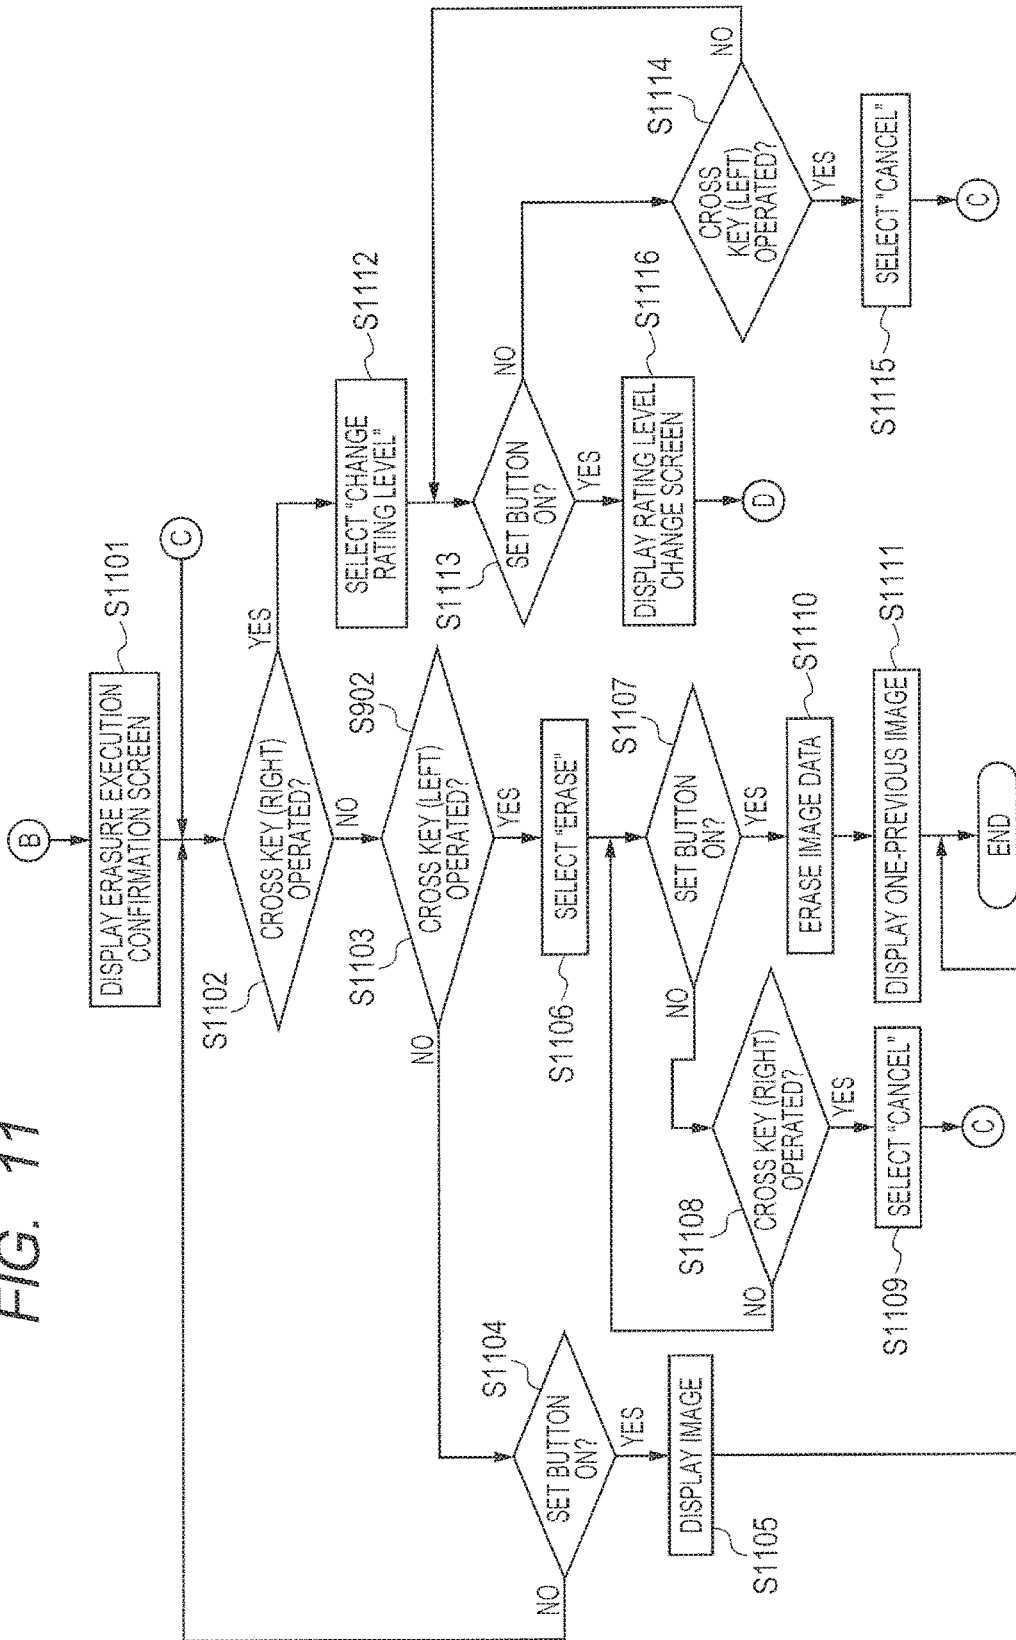 FIG. 11
B
DISPLAY ERASURE EXECUTION
CONFIRMATION SCREEN
S1101
C
CROSS KEY (RIGHT)
OPERATED?
S1102
YES
NO
CROSS KEY (LEFT)
OPERATED?
S1103
S902
NO
YES
SET BUTTON
ON?
S1104
NO
YES
DISPLAY IMAGE
S1105
SELECT "ERASE"
S1106
SET BUTTON
ON?
S1107
NO
YES
CROSS KEY (RIGHT)
OPERATED?
S1108
NO
YES
SELECT "CANCEL"
S1109
C
ERASE IMAGE DATA
S1110
DISPLAY ONE-PREVIOUS IMAGE
S1111
END
SELECT "CHANGE
RATING LEVEL"
S1112
SET BUTTON
ON?
S1113
NO
YES
DISPLAY RATING LEVEL
CHANGE SCREEN
S1116
D
CROSS
KEY (LEFT)
OPERATED?
S1114
NO
YES
SELECT "CANCEL"
S1115
C